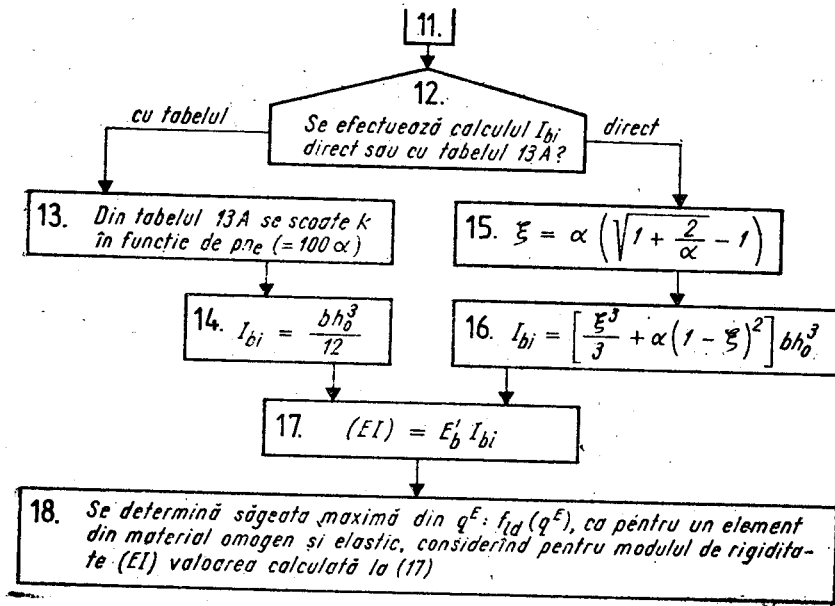 11.
12.
Se efectuează calculul I_bi
direct sau cu tabelul 13A?
cu tabelul
direct
13. Din tabelul 13A se scoate k
în funcție de pn_e (= 100 α)
15. ξ = α (√(1 + 2/α) − 1)
14. I_bi = bh_0^3/12
16. I_bi = [ξ^3/3 + α(1 − ξ)^2] bh_0^3
17. (EI) = E'_b I_bi
18. Se determină săgeata maximă din q^E: f_ld (q^E), ca pentru un element
din material omogen și elastic, considerînd pentru modulul de rigidita-
te (EI) valoarea calculată la (17)